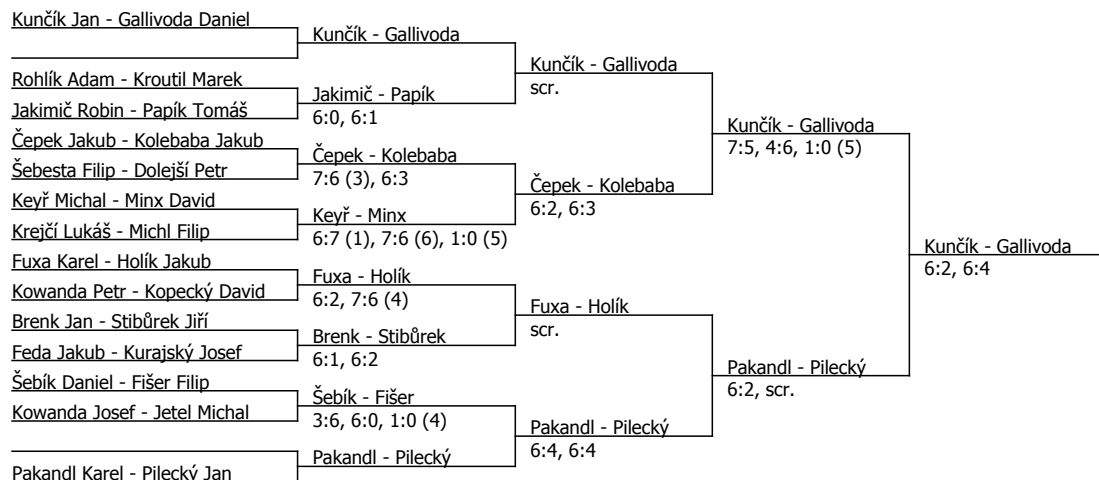 Kunčík Jan - Gallivoda Daniel
Rohlík Adam - Kroutil Marek
Jakimič Robin - Papík Tomáš
Čepek Jakub - Kolebaba Jakub
Šebesta Filip - Dolejší Petr
Keyř Michal - Minx David
Krejčí Lukáš - Michl Filip
Fuxa Karel - Holík Jakub
Kowanda Petr - Kopecký David
Brenk Jan - Stibůrek Jiří
Feda Jakub - Kurajský Josef
Šebík Daniel - Fišer Filip
Kowanda Josef - Jetel Michal
Pakandl Karel - Pilecký Jan
Kunčík - Gallivoda
Jakimič - Papík
6:0, 6:1
Čepek - Kolebaba
7:6 (3), 6:3
Keyř - Minx
6:7 (1), 7:6 (6), 1:0 (5)
Fuxa - Holík
6:2, 7:6 (4)
Brenk - Stibůrek
6:1, 6:2
Šebík - Fišer
3:6, 6:0, 1:0 (4)
Pakandl - Pilecký
Kunčík - Gallivoda
scr.
Čepek - Kolebaba
6:2, 6:3
Fuxa - Holík
scr.
Pakandl - Pilecký
6:4, 6:4
Kunčík - Gallivoda
7:5, 4:6, 1:0 (5)
Pakandl - Pilecký
6:2, scr.
Kunčík - Gallivoda
6:2, 6:4